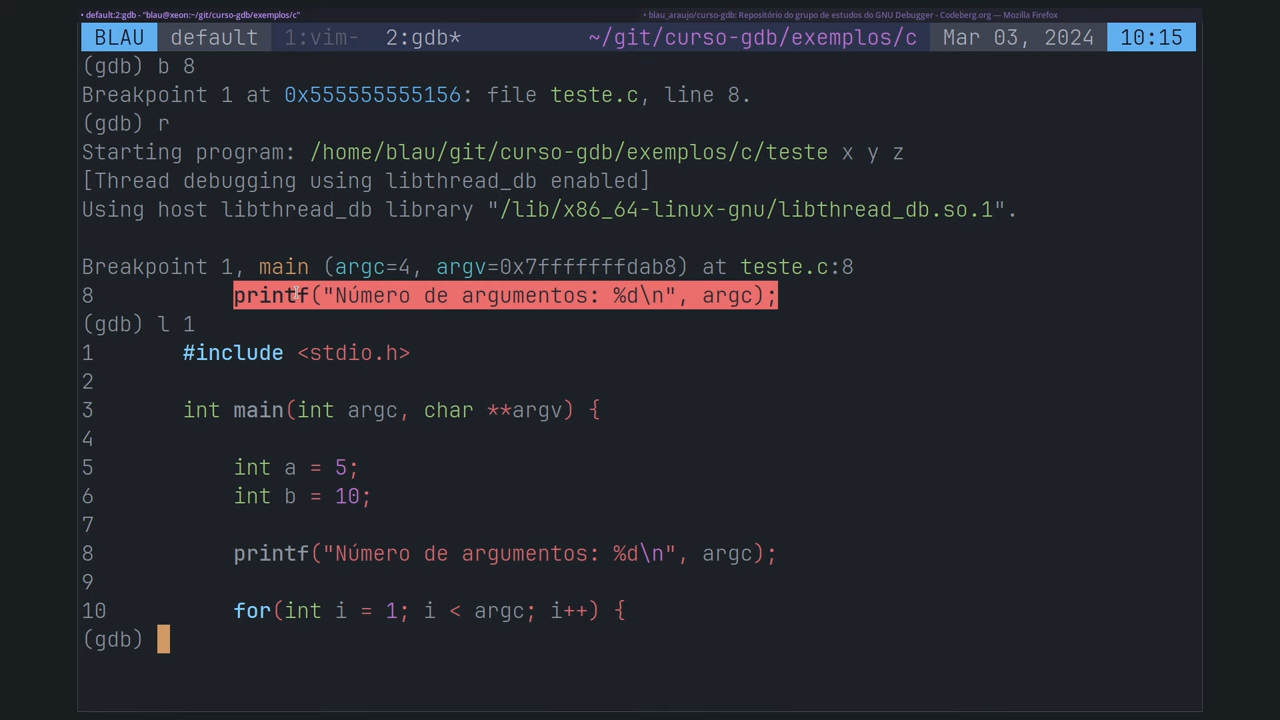 • default:2:gdb - "blau@xeon:~/git/curso-gdb/exemplos/c"
• blau_araujo/curso-gdb: Repositório do grupo de estudos do GNU Debugger - Codeberg.org — Mozilla Firefox
BLAU default 1:vim- 2:gdb* ~/git/curso-gdb/exemplos/c Mar 03, 2024 10:15
(gdb) b 8
Breakpoint 1 at 0x555555555156: file teste.c, line 8.
(gdb) r
Starting program: /home/blau/git/curso-gdb/exemplos/c/teste x y z
[Thread debugging using libthread_db enabled]
Using host libthread_db library "/lib/x86_64-linux-gnu/libthread_db.so.1".
Breakpoint 1, main (argc=4, argv=0x7fffffffdab8) at teste.c:8
8 printf("Número de argumentos: %d\n", argc);
(gdb) l 1
1 #include <stdio.h>
2
3 int main(int argc, char **argv) {
4
5 int a = 5;
6 int b = 10;
7
8 printf("Número de argumentos: %d\n", argc);
9
10 for(int i = 1; i < argc; i++) {
(gdb)